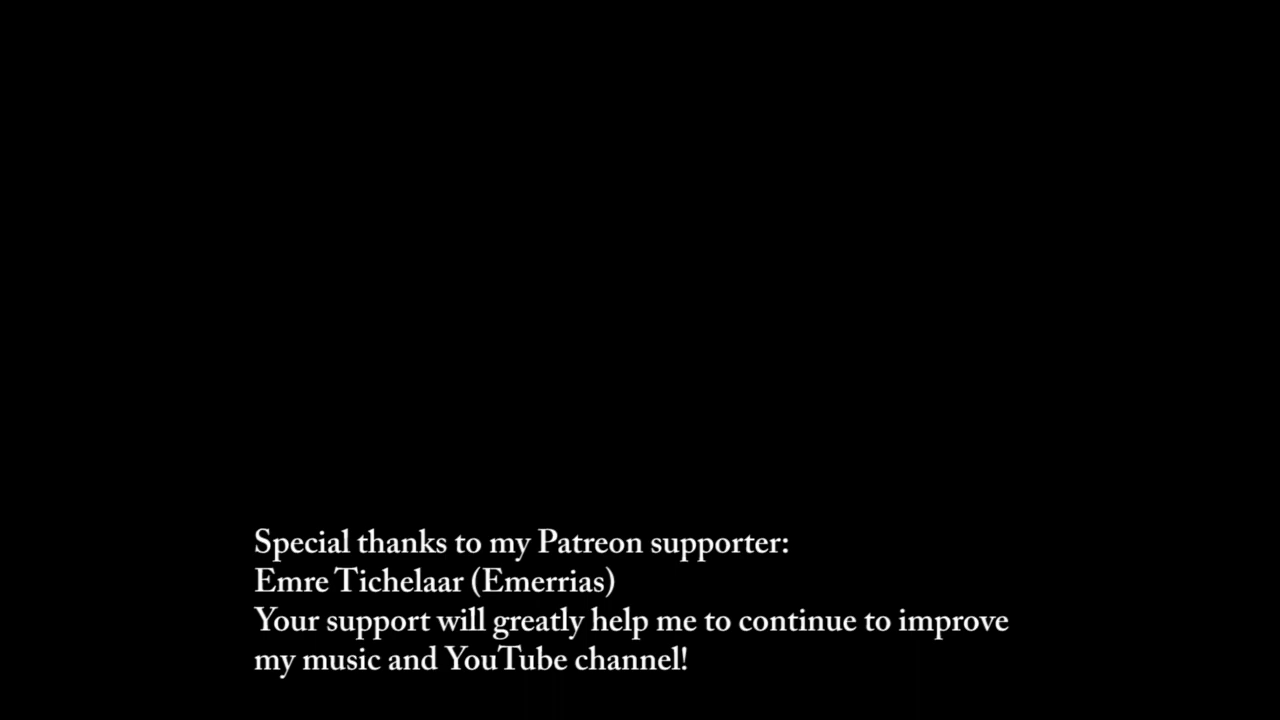 Special thanks to my Patreon supporter:
Emre Tichelaar (Emerrias)
Your support will greatly help me to continue to improve
my music and YouTube channel!